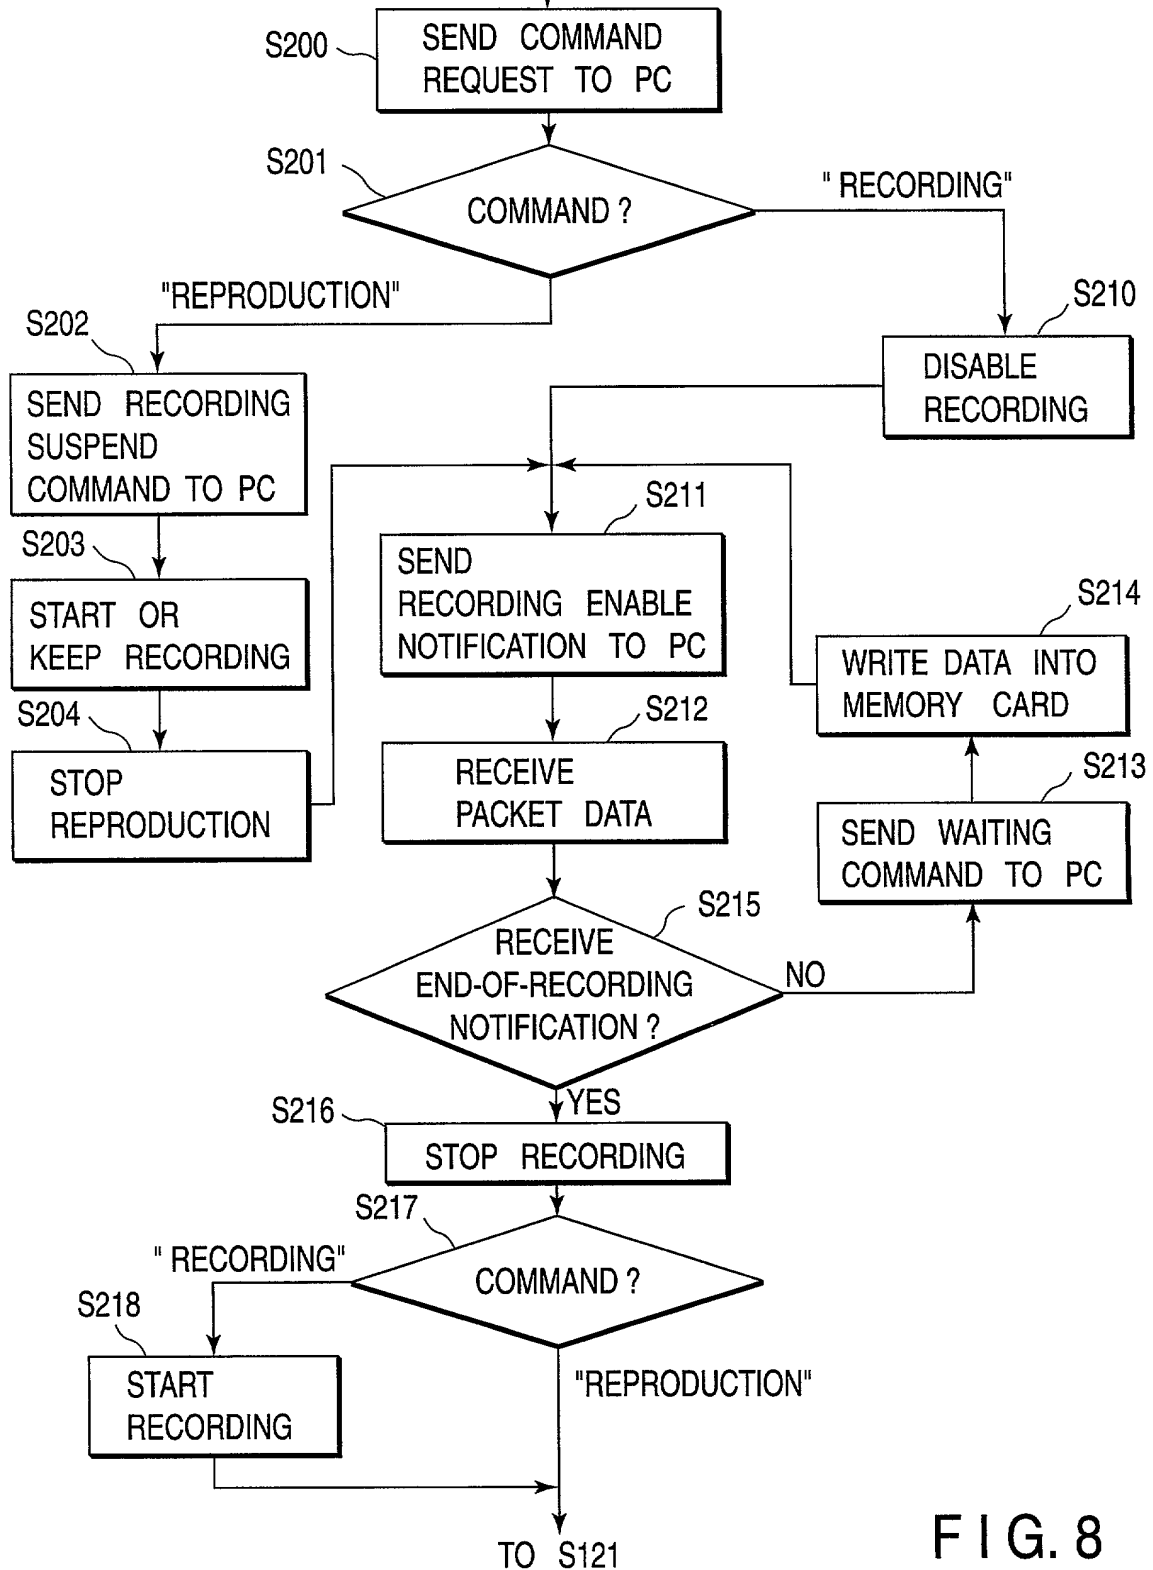 S200
SEND COMMAND
REQUEST TO PC
S201
COMMAND ?
" RECORDING"
"REPRODUCTION"
S210
DISABLE
RECORDING
S202
SEND RECORDING
SUSPEND
COMMAND TO PC
S203
START OR
KEEP RECORDING
S204
STOP
REPRODUCTION
S211
SEND
RECORDING ENABLE
NOTIFICATION TO PC
S214
WRITE DATA INTO
MEMORY CARD
S212
RECEIVE
PACKET DATA
S213
SEND WAITING
COMMAND TO PC
S215
RECEIVE
END-OF-RECORDING
NOTIFICATION ?
NO
YES
S216
STOP RECORDING
S217
COMMAND ?
" RECORDING"
S218
START
RECORDING
"REPRODUCTION"
TO S121
FIG. 8